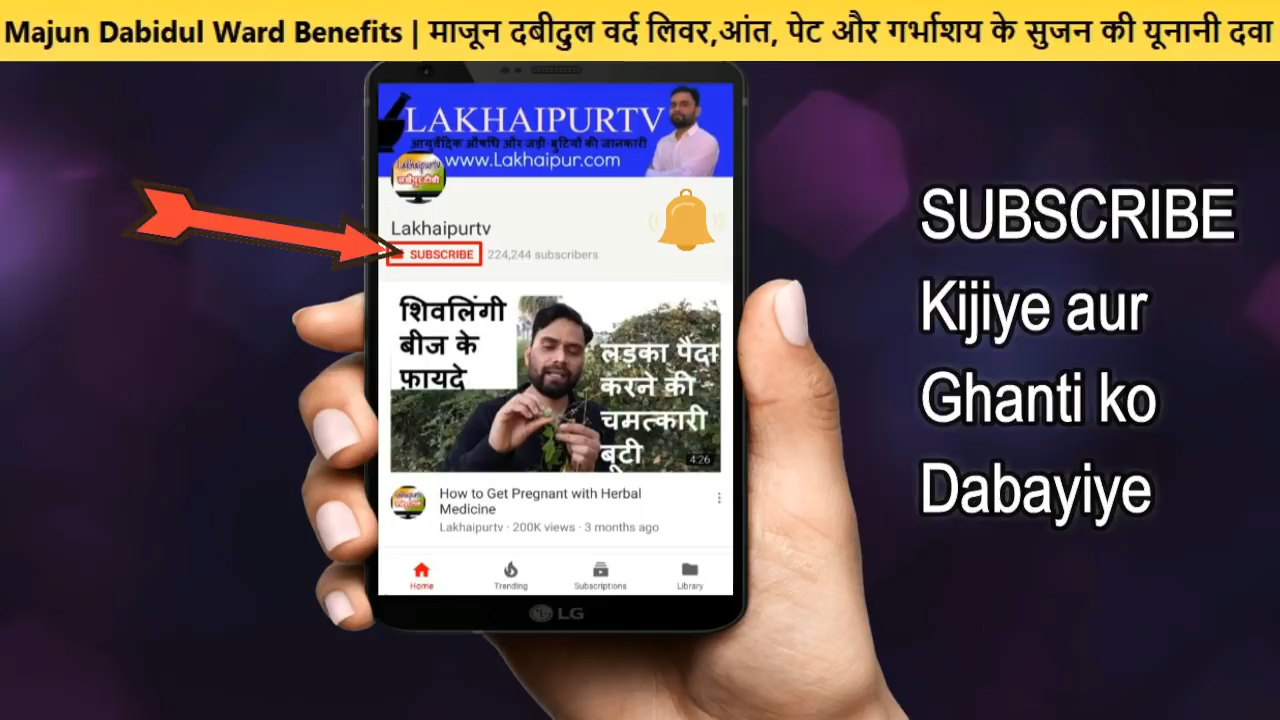 Majun Dabidul Ward Benefits | माजून दबीदुल वर्द लिवर,आंत, पेट और गर्भाशय के सुजन की यूनानी दवा
LAKHAIPURTV
आयुर्वेदिक औषधि और जड़ी बुटियों की जानकारी
www.Lakhaipur.com
Lakhaipurtv
Lakhaipurtv
SUBSCRIBE 224,244 subscribers
शिवलिंगी
बीज के
फ़ायदे
लड़का पैदा
करने की
चमत्कारी
बूटी
4:26
How to Get Pregnant with Herbal
Medicine
Lakhaipurtv · 200K views · 3 months ago
Home Trending Subscriptions Library
LG
SUBSCRIBE
Kijiye aur
Ghanti ko
Dabayiye